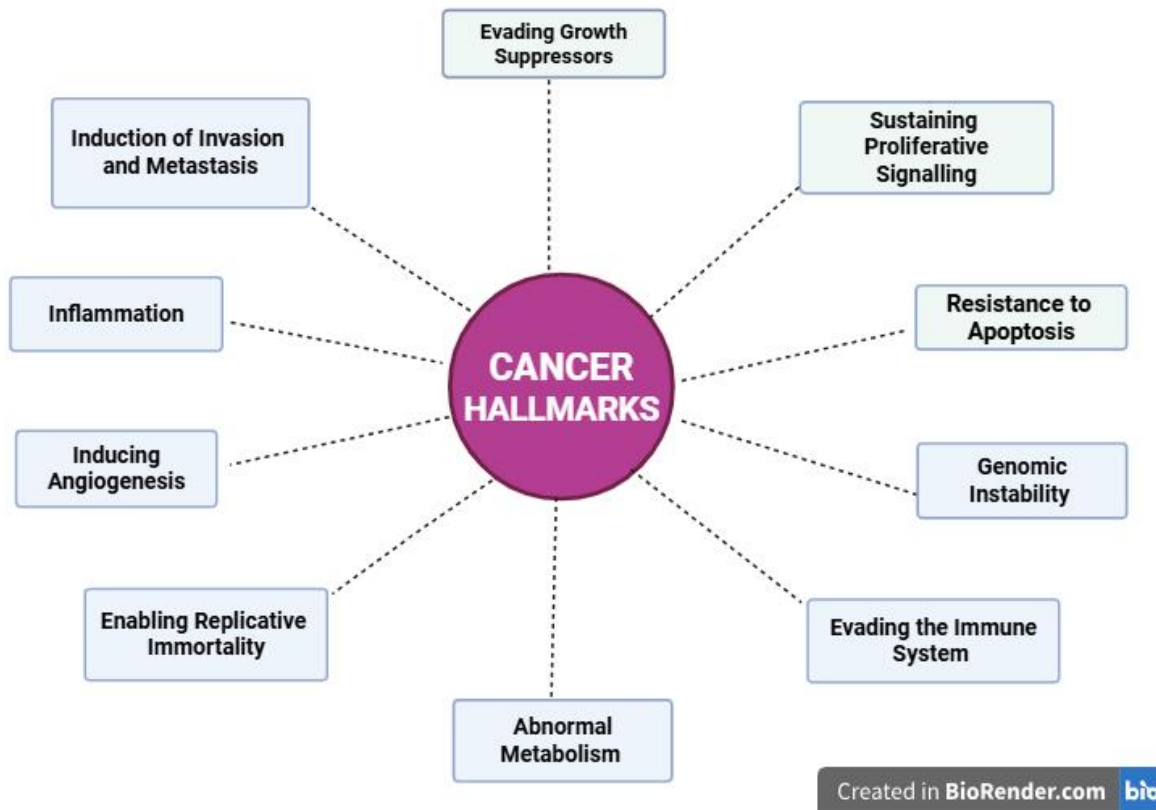 Evading Growth
Suppressors
Sustaining
Proliferative
Signalling
Resistance to
Apoptosis
Genomic
Instability
Evading the Immune
System
Abnormal
Metabolism
Enabling Replicative
Immortality
Inducing
Angiogenesis
Inflammation
Induction of Invasion
and Metastasis
CANCER
HALLMARKS
Created in BioRender.com bio